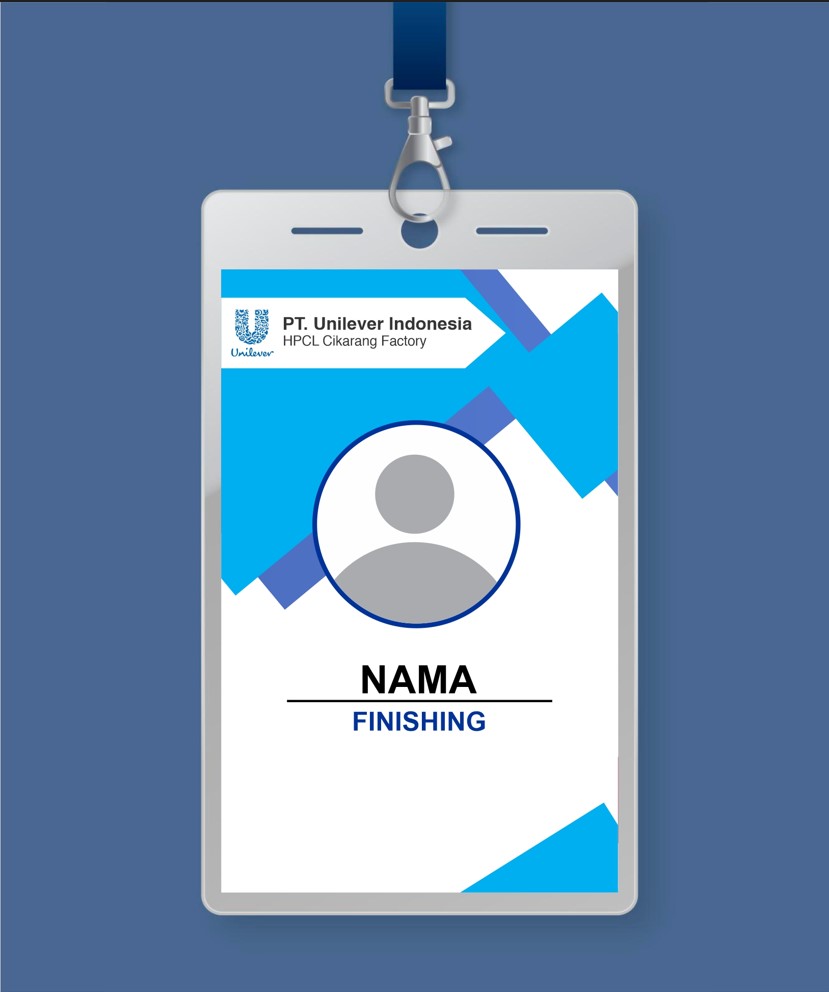 PT. Unilever Indonesia
HPCL Cikarang Factory
Unilever
NAMA
FINISHING